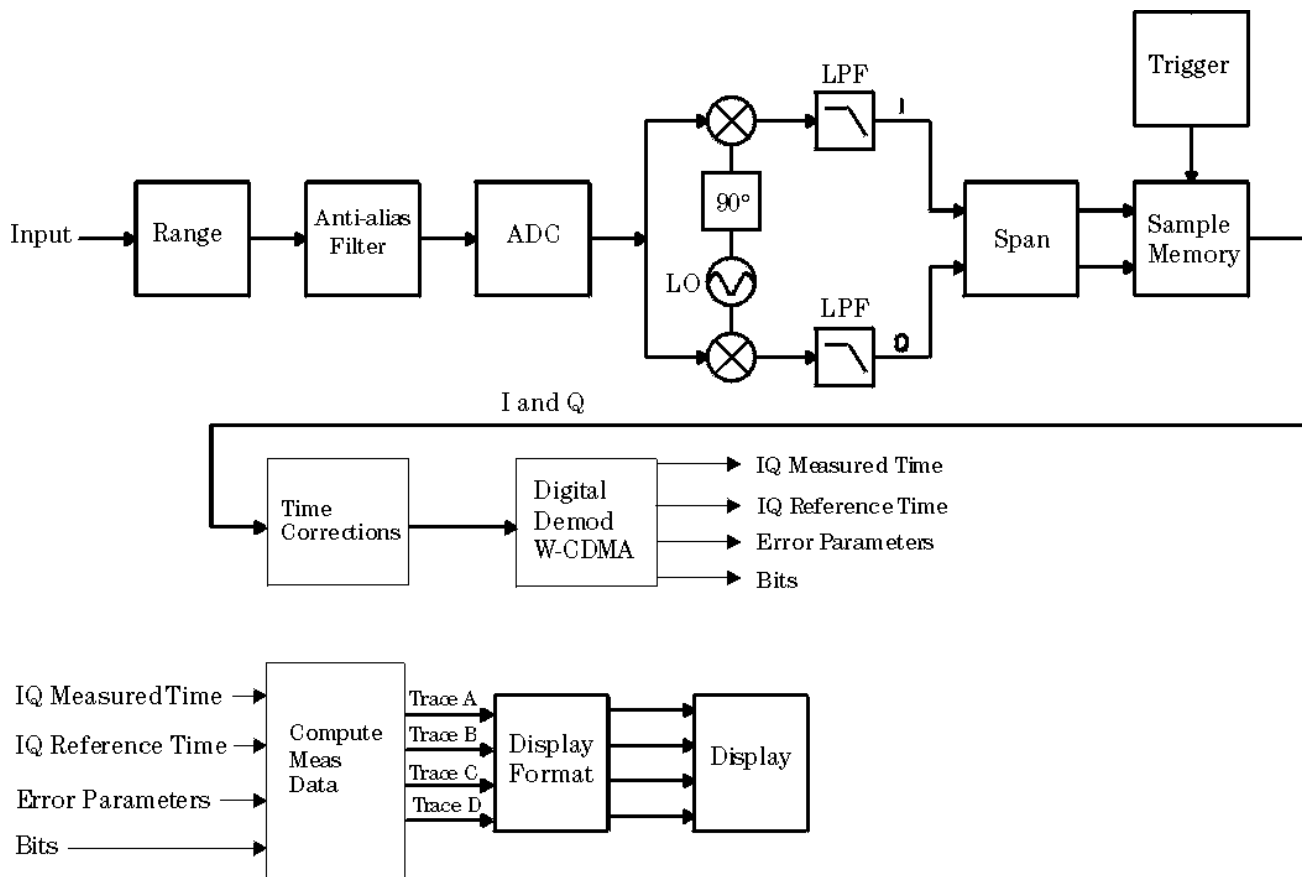 Trigger
LPF
I
Input
Range
Anti-alias
Filter
ADC
90°
LO
Span
Sample
Memory
LPF
Q
I and Q
Time
Corrections
Digital
Demod
W-CDMA
IQ Measured Time
IQ Reference Time
Error Parameters
Bits
IQ Measured Time
IQ Reference Time
Error Parameters
Bits
Compute
Meas
Data
Trace A
Trace B
Trace C
Trace D
Display
Format
Display